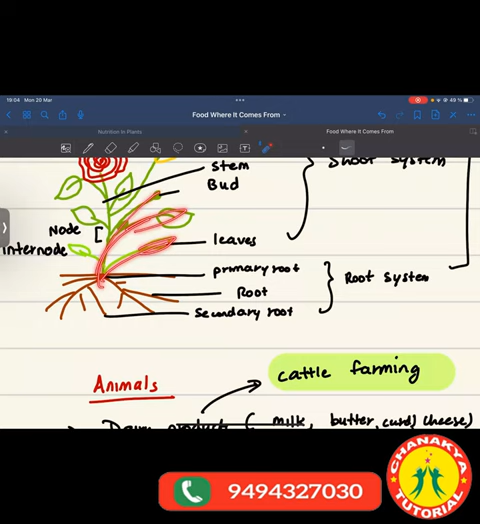 19:04 Mon 20 Mar
49%
Food Where It Comes From
Nutrition In Plants
Food Where It Comes From
Stem
Shoot system
Bud
Node
internode
leaves
primary root
Root system
Root
Secondary root
Animals
cattle farming
Dairy products ( milk, butter, curd, cheese)
9494327030
CHANAKYA
TUTORIAL